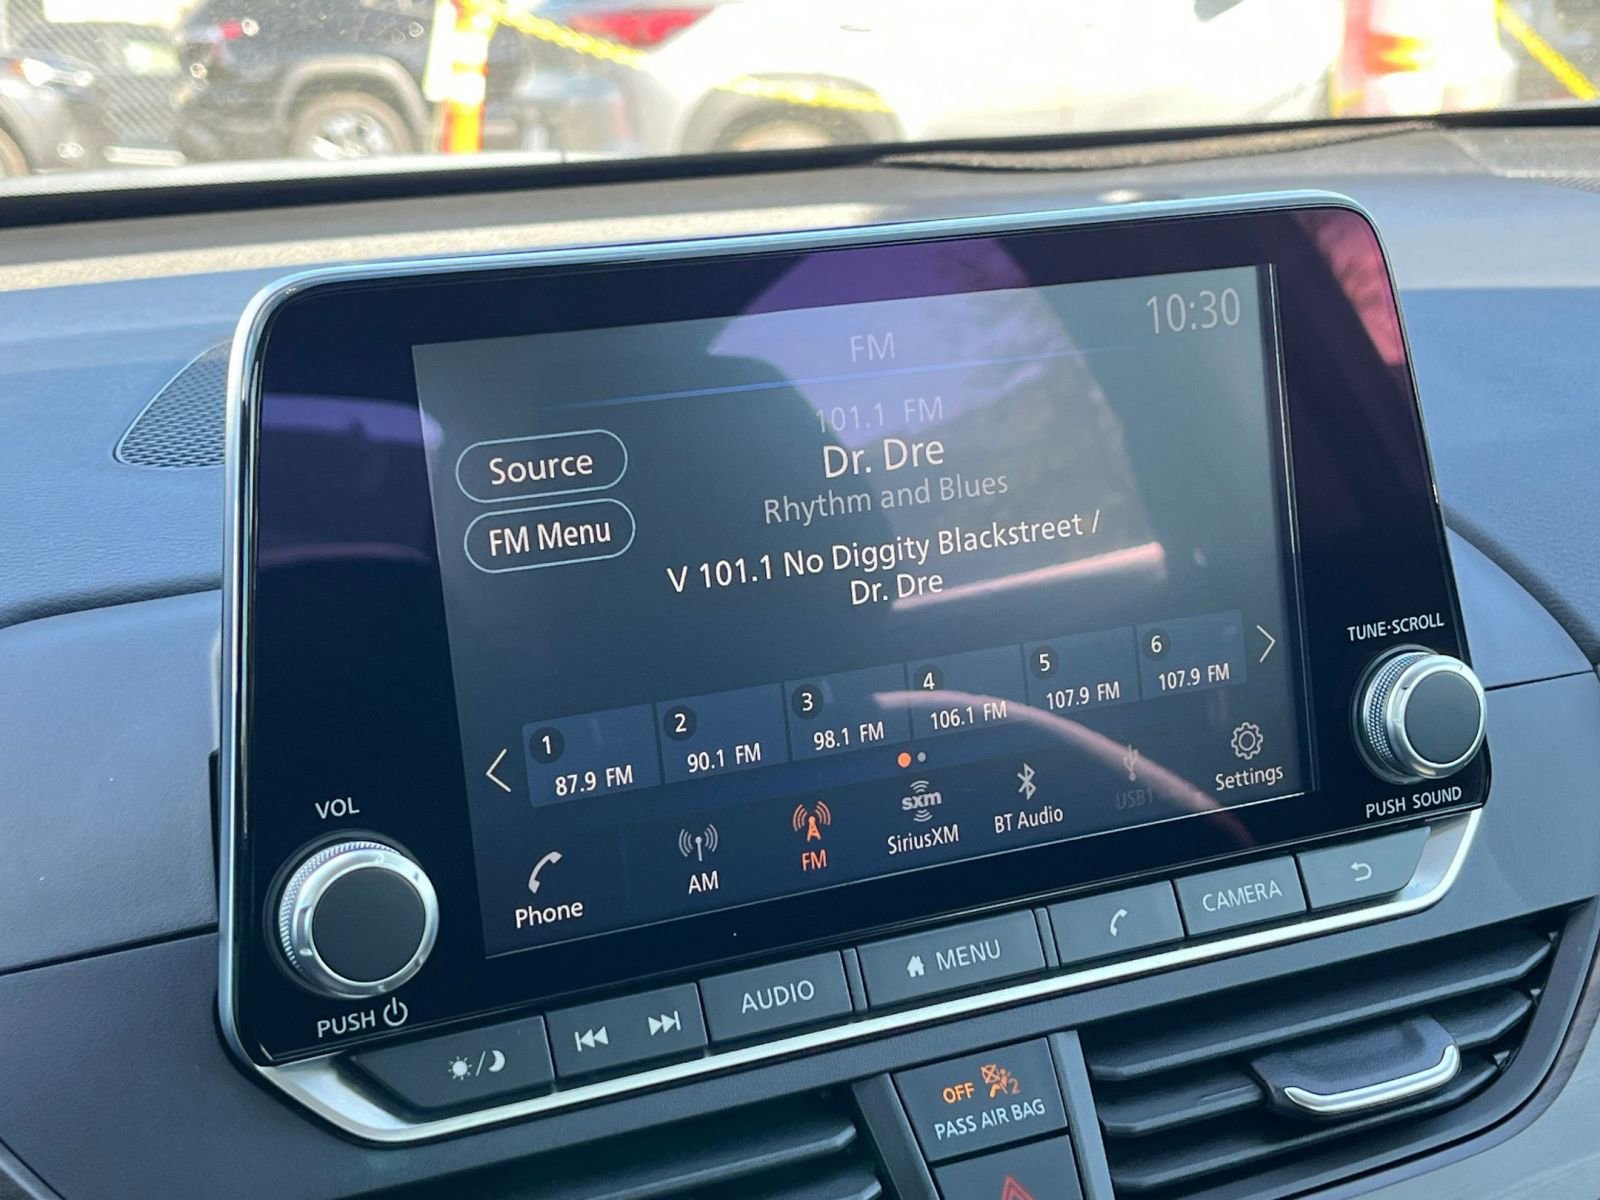 10:30
FM
101.1 FM
Dr. Dre
Rhythm and Blues
Source
FM Menu
V 101.1 No Diggity Blackstreet /
Dr. Dre
1
87.9 FM
2
90.1 FM
3
98.1 FM
4
106.1 FM
5
107.9 FM
6
107.9 FM
Phone
AM
FM
sxm
SiriusXM
BT Audio
USB1
Settings
VOL
PUSH
TUNE·SCROLL
PUSH SOUND
AUDIO
MENU
CAMERA
OFF 2
PASS AIR BAG